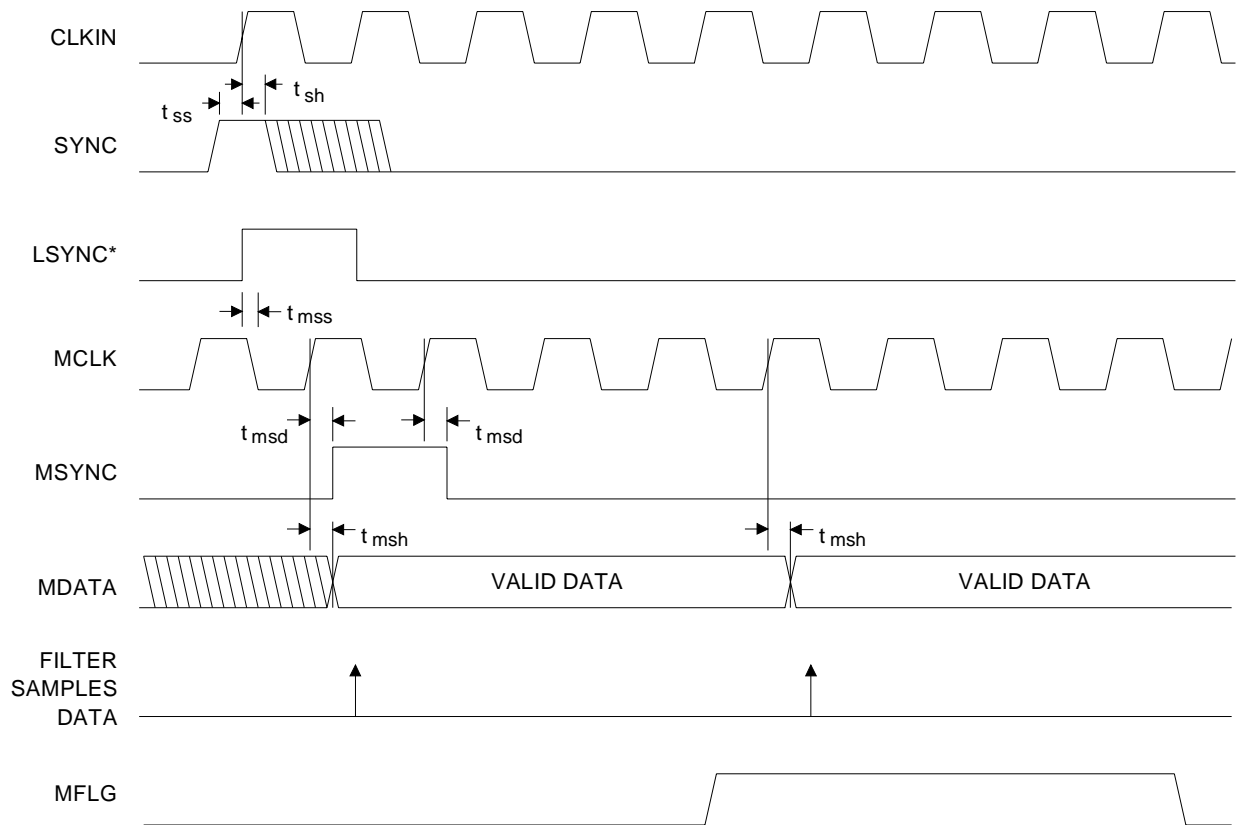 CLKIN
t sh
t ss
SYNC
LSYNC*
t mss
MCLK
t msd
t msd
MSYNC
t msh
t msh
MDATA
VALID DATA
VALID DATA
FILTER
SAMPLES
DATA
MFLG